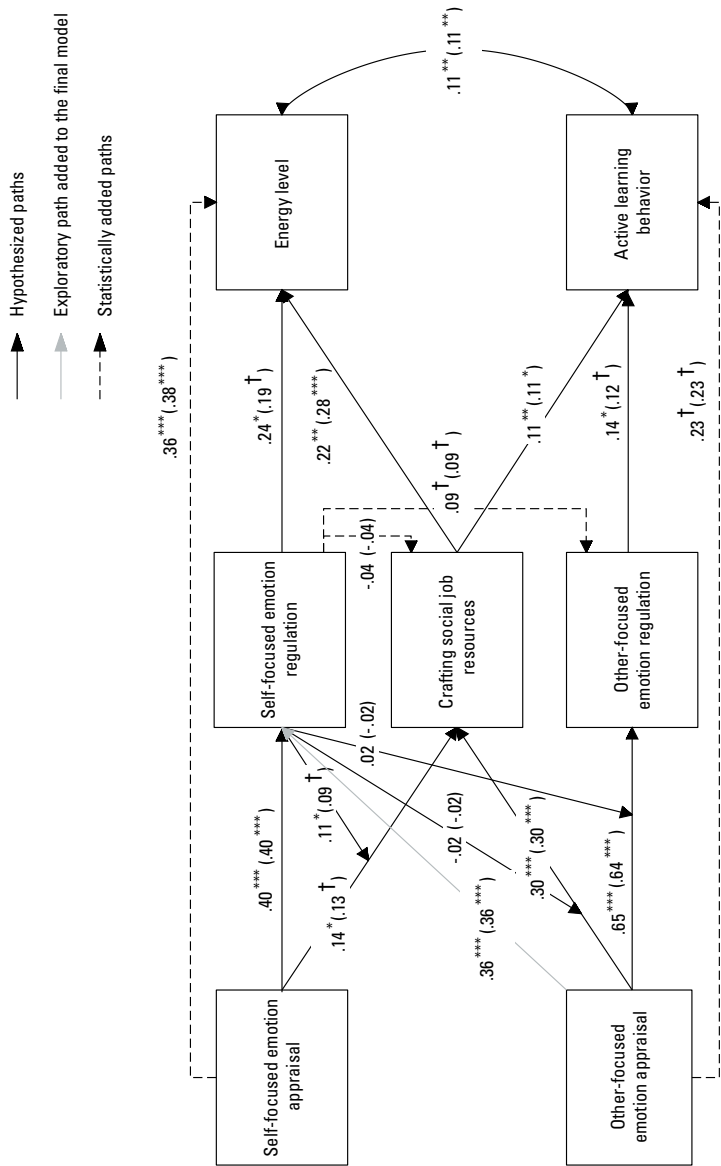 Hypothesized paths
Exploratory path added to the final model
Statistically added paths
.36***(.38***)
Self-focused emotion
appraisal
.40***(.40***)
Self-focused emotion
regulation
.24*(.19†)
Energy level
.11**(.11**)
.11*(.09†)
.14*(.13†)
.02 (-.02)
-.04 (-.04)
.22**(.28***)
.09†(.09†)
Crafting social job
resources
-.02 (-.02)
.30***(.30***)
.36***(.36***)
.11**(.11*)
Other-focused
emotion appraisal
.65***(.64***)
Other-focused
emotion regulation
.14*(.12†)
Active learning
behavior
.23†(.23†)